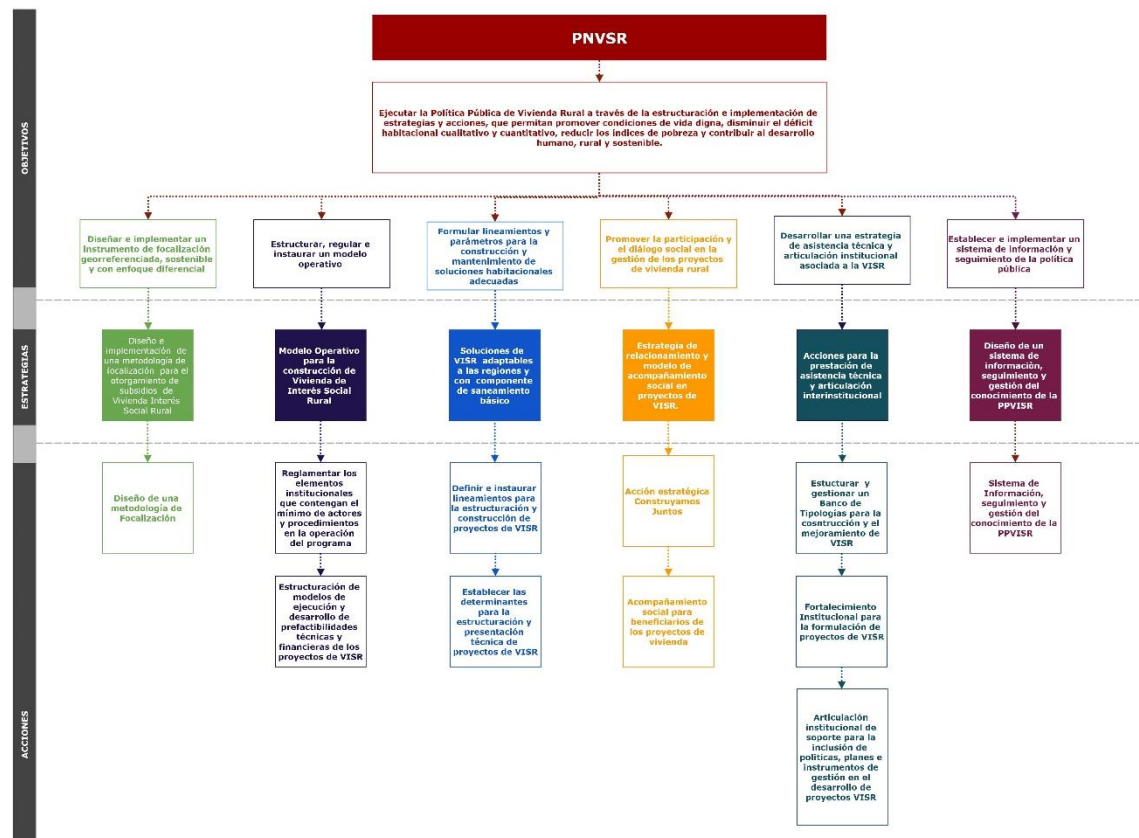 PNVSR
Ejecutar la Política Pública de Vivienda Rural a través de la estructuración e implementación de
estrategias y acciones, que permitan promover condiciones de vida digna, disminuir el déficit
habitacional cualitativo y cuantitativo, reducir los índices de pobreza y contribuir al desarrollo
humano, rural y sostenible.
OBJETIVOS
Diseñar e implementar un
instrumento de focalización
georreferenciada, sostenible
y con enfoque diferencial
Estructurar, regular e
instaurar un modelo
operativo
Formular lineamientos y
parámetros para la
construcción y
mantenimiento de
soluciones habitacionales
adecuadas
Promover la participación y
el diálogo social en la
gestión de los proyectos de
vivienda rural
Desarrollar una estrategia
de asistencia técnica y
articulación institucional
asociada a la VISR
Establecer e implementar un
sistema de información y
seguimiento de la política
pública
ESTRATEGIAS
Diseño e
implementación de
una metodología de
focalización para el
otorgamiento de
subsidios de
Vivienda Interés
Social Rural
Modelo Operativo
para la
construcción de
Vivienda de
Interés Social
Rural
Soluciones de
VISR adaptables
a las regiones y
con componente
de saneamiento
básico
Estrategia de
relacionamiento y
modelo de
acompañamiento
social en
proyectos de
VISR.
Acciones para la
prestación de
asistencia técnica
y articulación
interinstitucional
Diseño de un
sistema de
informaciòn,
seguimiento y
gestión del
conocimiento de la
PPVISR
ACCIONES
Diseño de una
metodología de
Focalización
Reglamentar los
elementos
institucionales
que contengan el
mínimo de actores
y procedimientos
en la operación del
programa
Definir e instaurar
lineamientos para
la estructuración y
construcción de
proyectos de VISR
Acción estratégica
Construyamos
Juntos
Estucturar y
gestionar un
Banco de
Tipologías para la
cosntrucción y el
mejoramiento de
VISR
Sistema de
Información,
seguimiento y
gestión del
conocimiento de la
PPVISR
Estructuración de
modelos de
ejecución y
desarrollo de
prefactibilidades
técnicas y
financieras de los
proyectos de VISR
Establecer las
determinantes
para la
estructuración y
presentación
técnica de
proyectos de VISR
Acompañamiento
social para
beneficiarios de
los proyectos de
vivienda
Fortalecimiento
Institucional para
la formulación de
proyectos de VISR
Articulación
institucional de
soporte para la
inclusión de
políticas, planes e
instrumentos de
gestión en el
desarrollo de
proyectos VISR